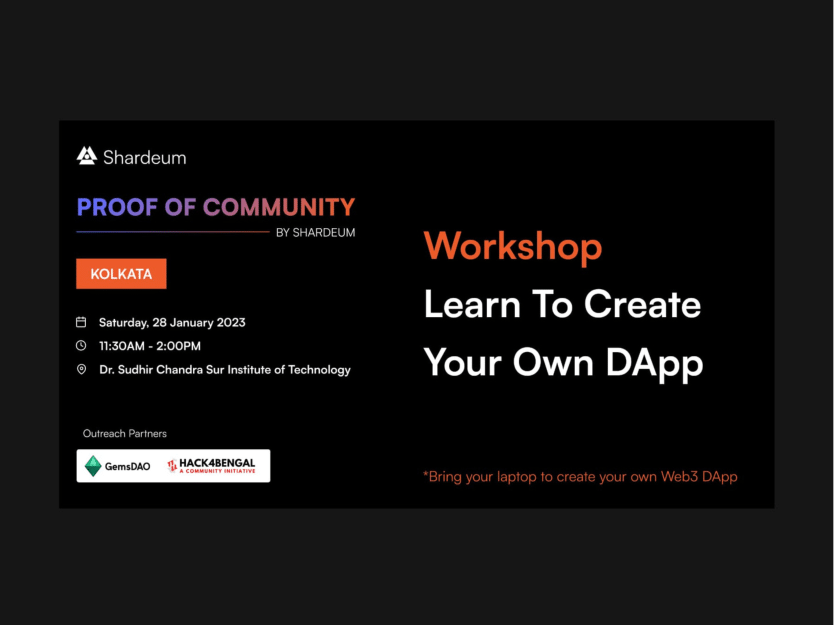 Shardeum
PROOF OF COMMUNITY
BY SHARDEUM
KOLKATA
Saturday, 28 January 2023
11:30AM - 2:00PM
Dr. Sudhir Chandra Sur Institute of Technology
Outreach Partners
GemsDAO
HACK4BENGAL
A COMMUNITY INITIATIVE
Workshop
Learn To Create
Your Own DApp
*Bring your laptop to create your own Web3 DApp